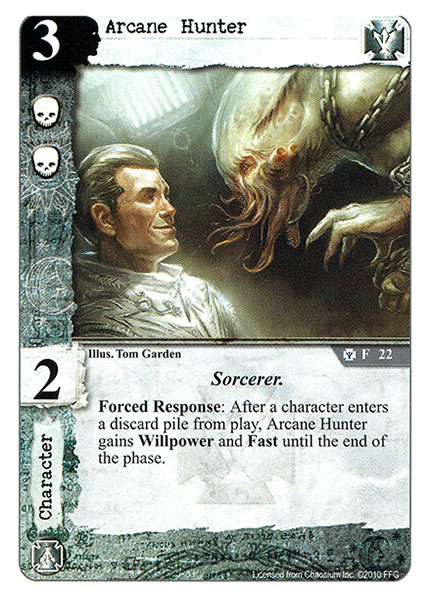 3
Arcane Hunter
Illus. Tom Garden
F 22
2
Sorcerer.
Forced Response: After a character enters
a discard pile from play, Arcane Hunter
gains Willpower and Fast until the end of
the phase.
Character
Licensed from Chaosium Inc. ©2010 FFG